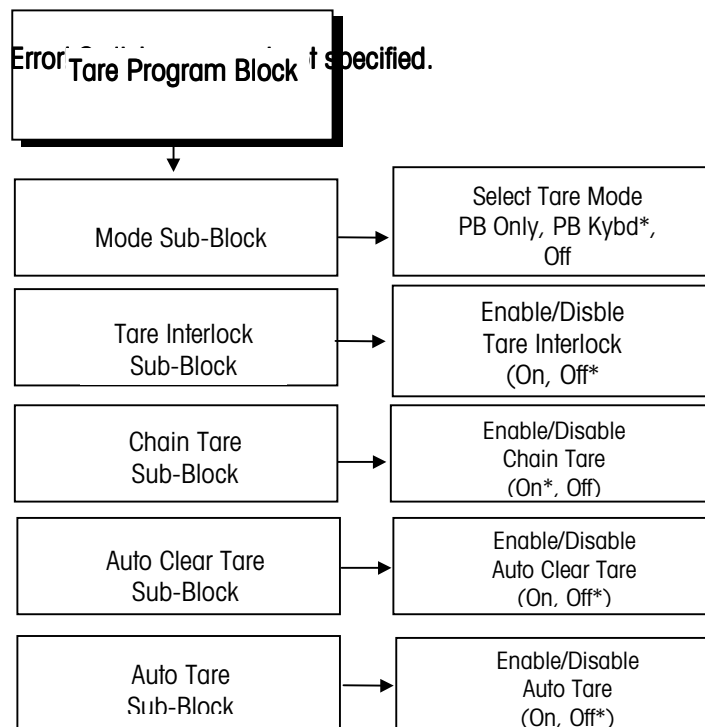 Error! specified.
Tare Program Block
Mode Sub-Block
Select Tare Mode
PB Only, PB Kybd*,
Off
Tare Interlock
Sub-Block
Enable/Disble
Tare Interlock
(On, Off*
Chain Tare
Sub-Block
Enable/Disable
Chain Tare
(On*, Off)
Auto Clear Tare
Sub-Block
Enable/Disable
Auto Clear Tare
(On, Off*)
Auto Tare
Sub-Block
Enable/Disable
Auto Tare
(On, Off*)